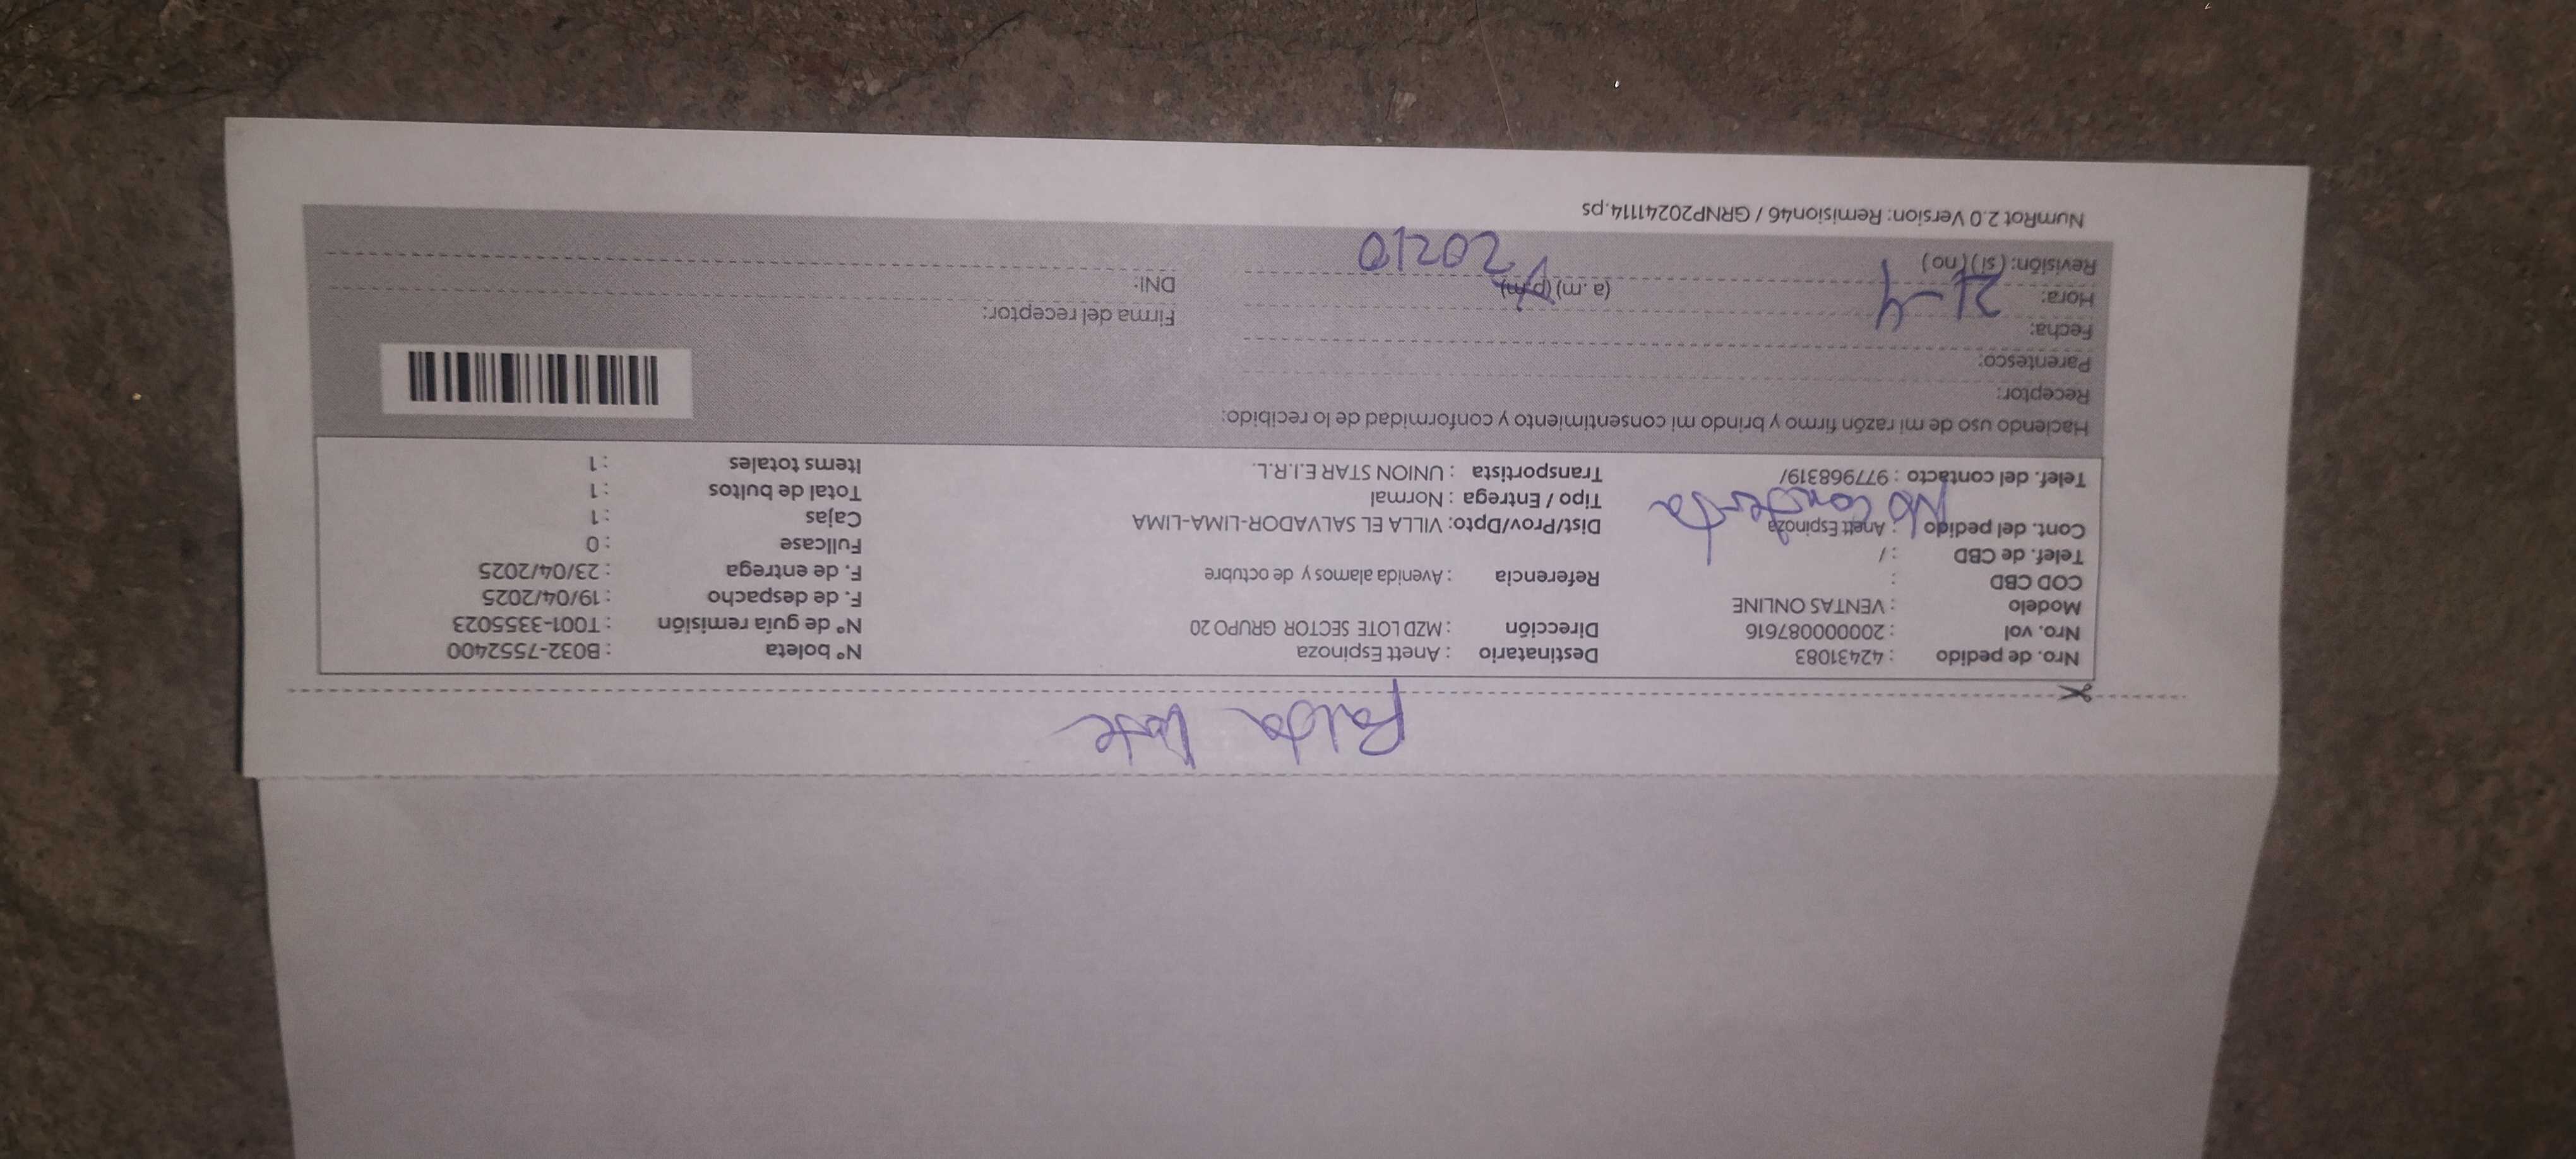 Falta lote
Nro. de pedido : 42431083 Destinatario : Anett Espinoza N° boleta : B032-7552400
Nro. vol : 20000000087616 Dirección : MZD LOTE SECTOR GRUPO 20 N° de guía remisión : T001-3355023
Modelo : VENTAS ONLINE F. de despacho : 19/04/2025
COD CBD : Referencia : Avenida alamos y de octubre F. de entrega : 23/04/2025
Telef. de CBD : / Fullcase : 0
Cont. del pedido : Anett Espinoza Dist/Prov/Dpto: VILLA EL SALVADOR-LIMA-LIMA Cajas : 1
No contesta
Tipo / Entrega : Normal Total de bultos : 1
Telef. del contacto : 977968319/ Transportista : UNION STAR E.I.R.L. Items totales : 1
Haciendo uso de mi razón firmo y brindo mi consentimiento y conformidad de lo recibido:
Receptor:
Parentesco:
Fecha: 21-4 Firma del receptor:
Hora: (a.m) (p.m) DNI:
Revisión: (si) (no) 20210
NumRot 2.0 Version: Remision46 / GRNP20241114.ps